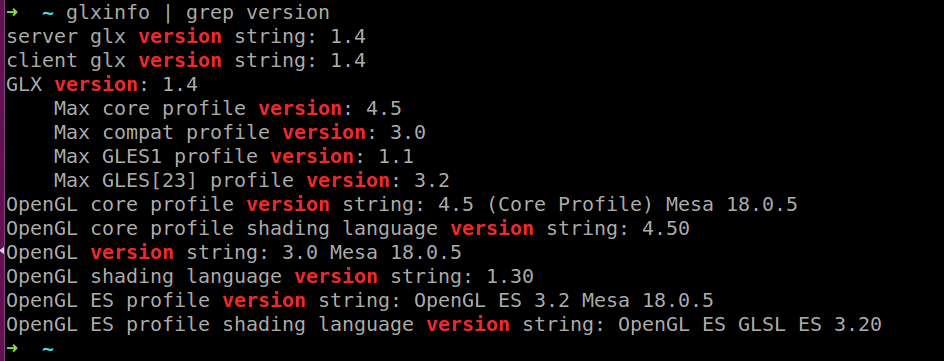 ➜  ~ glxinfo | grep version
server glx version string: 1.4
client glx version string: 1.4
GLX version: 1.4
    Max core profile version: 4.5
    Max compat profile version: 3.0
    Max GLES1 profile version: 1.1
    Max GLES[23] profile version: 3.2
OpenGL core profile version string: 4.5 (Core Profile) Mesa 18.0.5
OpenGL core profile shading language version string: 4.50
OpenGL version string: 3.0 Mesa 18.0.5
OpenGL shading language version string: 1.30
OpenGL ES profile version string: OpenGL ES 3.2 Mesa 18.0.5
OpenGL ES profile shading language version string: OpenGL ES GLSL ES 3.20
➜  ~